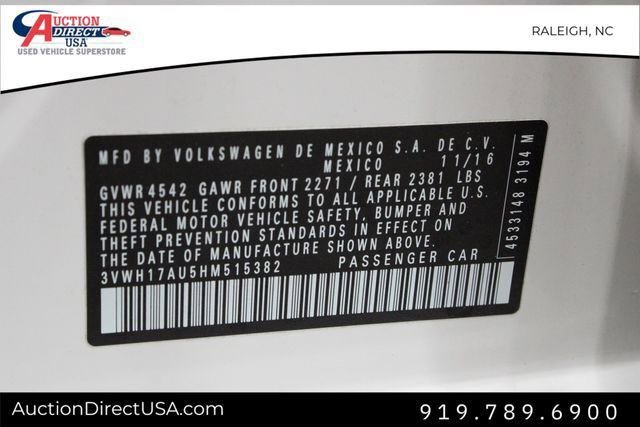 AUCTION
DIRECT
USA
USED VEHICLE SUPERSTORE
RALEIGH, NC
MFD BY VOLKSWAGEN DE MEXICO S.A. DE C.V.
MEXICO 11/16
GVWR 4542 GAWR FRONT 2271 / REAR 2381 LBS
THIS VEHICLE CONFORMS TO ALL APPLICABLE U.S.
FEDERAL MOTOR VEHICLE SAFETY, BUMPER AND
THEFT PREVENTION STANDARDS IN EFFECT ON
THE DATE OF MANUFACTURE SHOWN ABOVE.
3VWH17AU5HM515382 PASSENGER CAR
4533148 3194 M
AuctionDirectUSA.com
919.789.6900